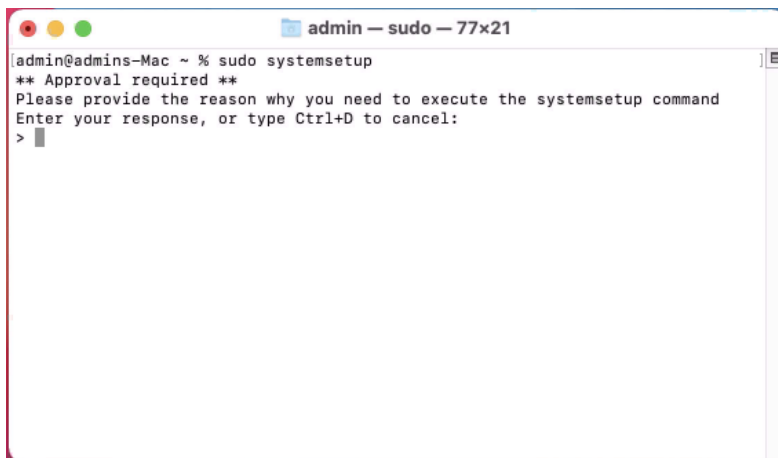 admin — sudo — 77×21
[admin@admins-Mac ~ % sudo systemsetup ]
** Approval required **
Please provide the reason why you need to execute the systemsetup command
Enter your response, or type Ctrl+D to cancel:
>